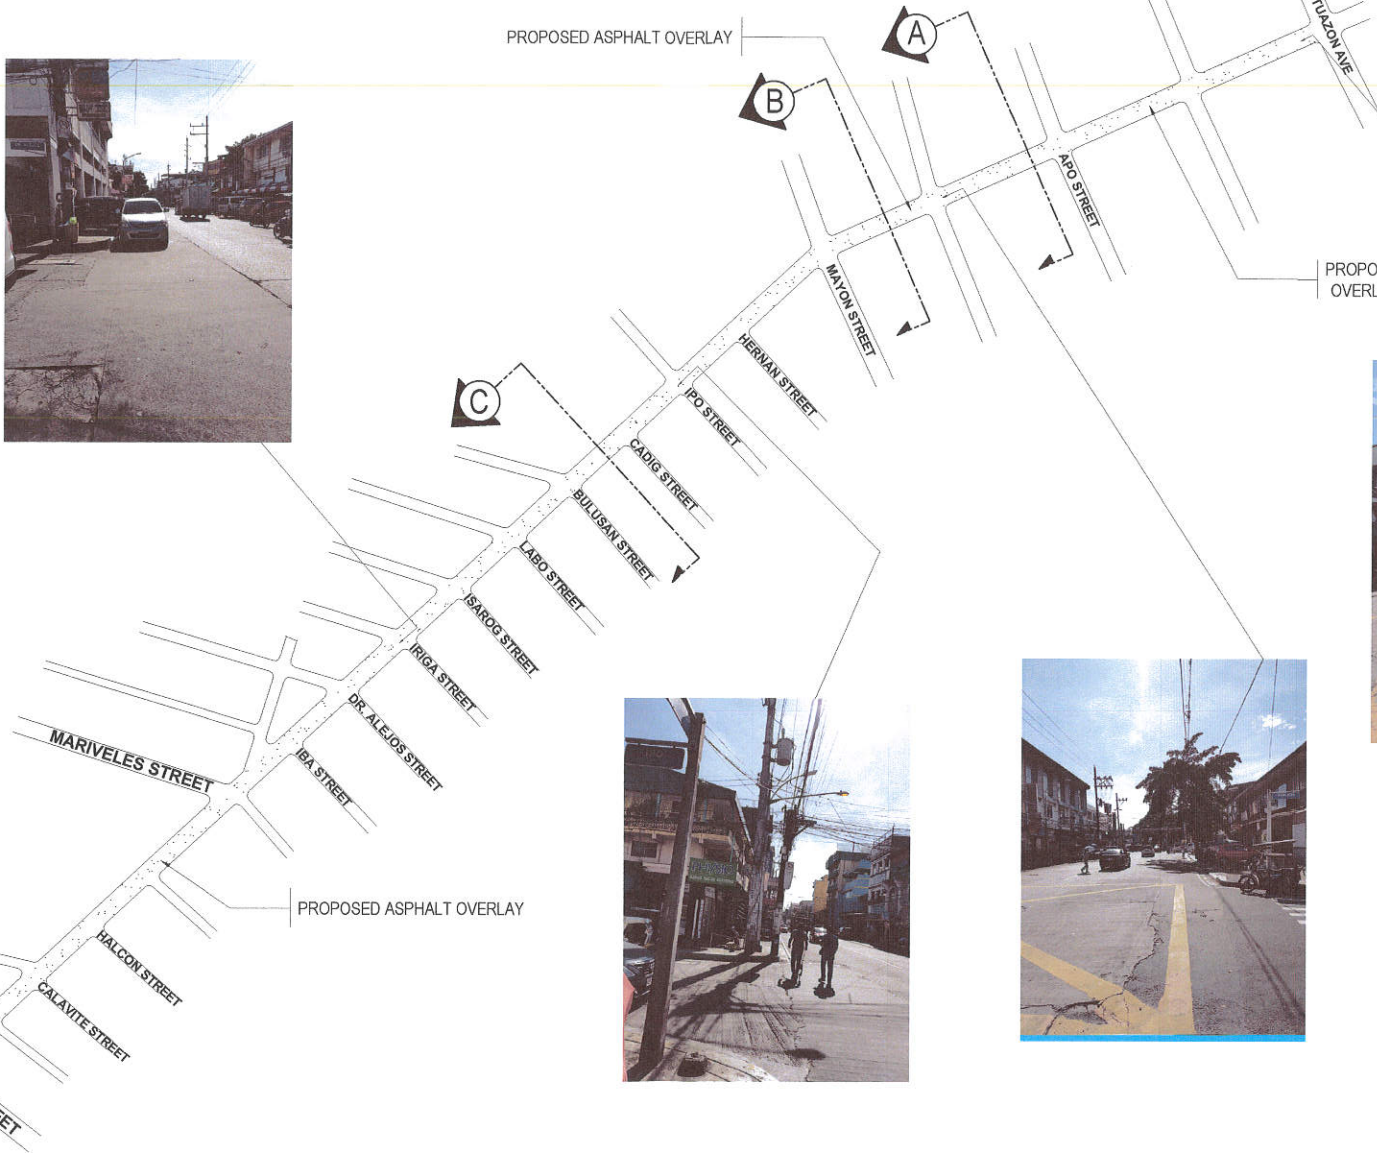 PROPOSED ASPHALT OVERLAY
A
TUAZON AVE
B
APO STREET
PROPO
OVERL
MAYON STREET
HERNAN STREET
C
IPO STREET
CADIG STREET
BULUSAN STREET
LABO STREET
ISAROG STREET
IRIGA STREET
DR. ALEJOS STREET
MARIVELES STREET
IBA STREET
PROPOSED ASPHALT OVERLAY
HALCON STREET
CALAVITE STREET
EET